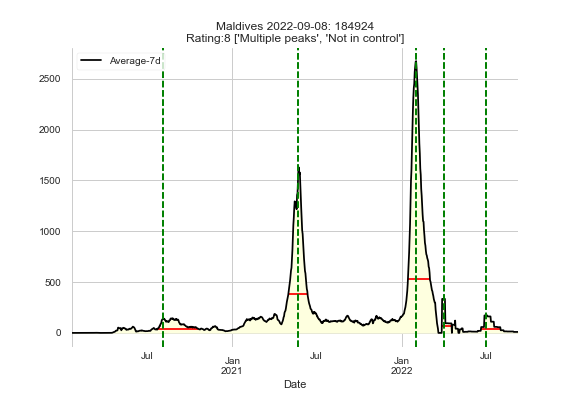 Maldives 2022-09-08: 184924
Rating:8 ['Multiple peaks', 'Not in control']
Average-7d
2500
2000
1500
1000
500
0
Jul
Jan
2021
Jul
Jan
2022
Jul
Date